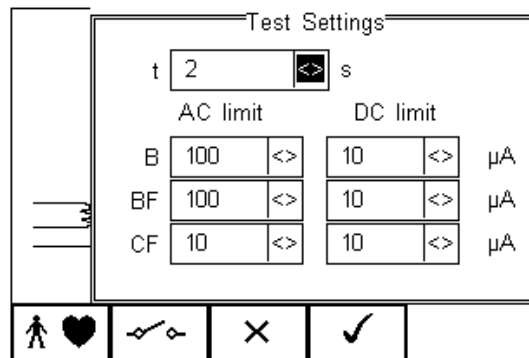 Test Settings
t 2 <> s
AC limit DC limit
B 100 <> 10 <> µA
BF 100 <> 10 <> µA
CF 10 <> 10 <> µA